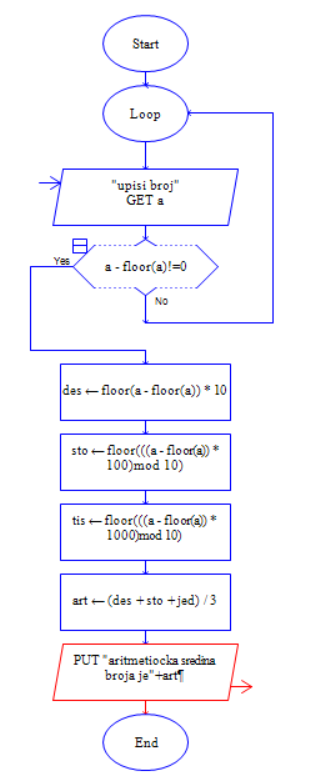 Start
Loop
"upisi broj"
GET a
a - floor(a)!=0
Yes
No
des ← floor(a - floor(a)) * 10
sto ← floor(((a - floor(a)) *
100)mod 10)
tis ← floor(((a - floor(a)) *
1000)mod 10)
art ← (des + sto + jed) / 3
PUT "aritmetiocka sredina
broja je"+art¶
End